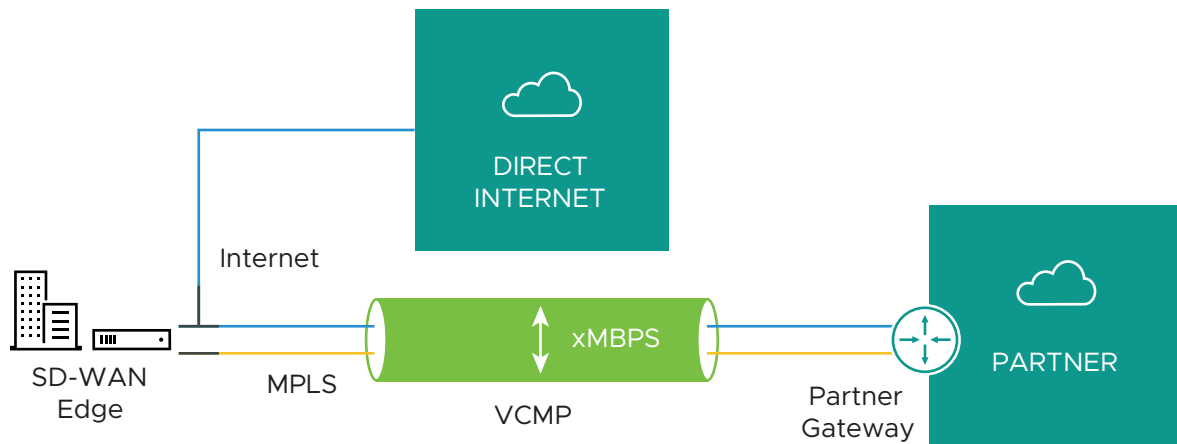 DIRECT
INTERNET
Internet
xMBPS
SD-WAN
Edge
MPLS
VCMP
Partner
Gateway
PARTNER